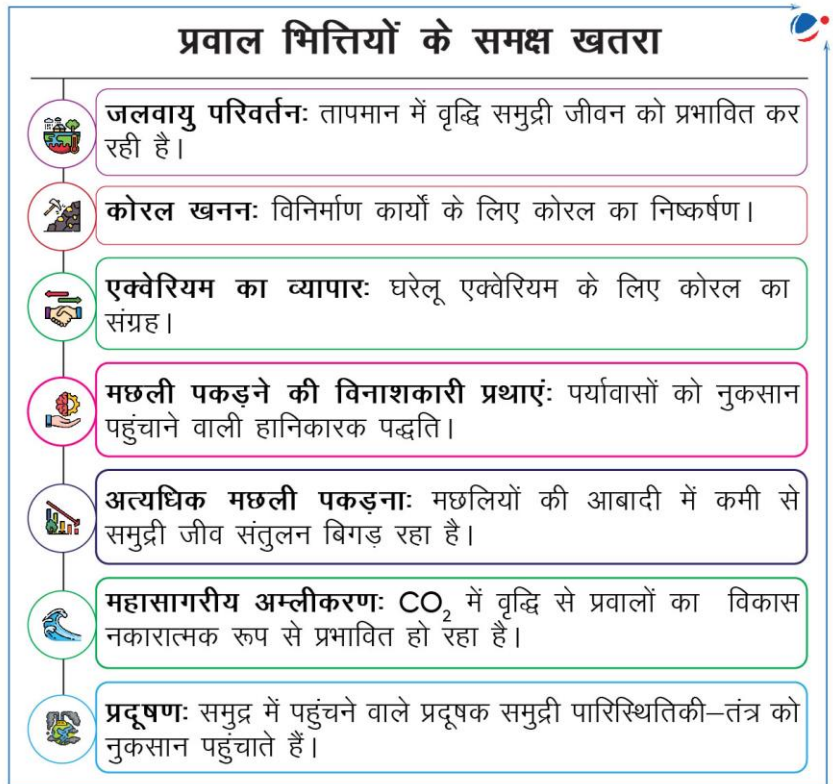 प्रवाल भित्तियों के समक्ष खतरा
जलवायु परिवर्तनः तापमान में वृद्धि समुद्री जीवन को प्रभावित कर
रही है।
कोरल खननः विनिर्माण कार्यों के लिए कोरल का निष्कर्षण।
एक्वेरियम का व्यापारः घरेलू एक्वेरियम के लिए कोरल का
संग्रह।
मछली पकड़ने की विनाशकारी प्रथाएंः पर्यावासों को नुकसान
पहुंचाने वाली हानिकारक पद्धति।
अत्यधिक मछली पकड़नाः मछलियों की आबादी में कमी से
समुद्री जीव संतुलन बिगड़ रहा है।
महासागरीय अम्लीकरणः CO₂ में वृद्धि से प्रवालों का विकास
नकारात्मक रूप से प्रभावित हो रहा है।
प्रदूषणः समुद्र में पहुंचने वाले प्रदूषक समुद्री पारिस्थितिकी–तंत्र को
नुकसान पहुंचाते हैं।